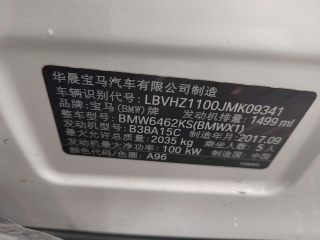 华晨宝马汽车有限公司制造
车辆识别代号: LBVHZ1100JMK09341
品牌: 宝马(BMW)牌 发动机排量: 1499 ml
整车型号: BMW6462KS(BMWX1)
发动机型号: B38A15C 制造年月 2017.09
最大允许总质量: 2035 kg 乘坐人数: 5人
发动机功率: 100 kW 制造国: 中国
颜色代码/色漆: A96